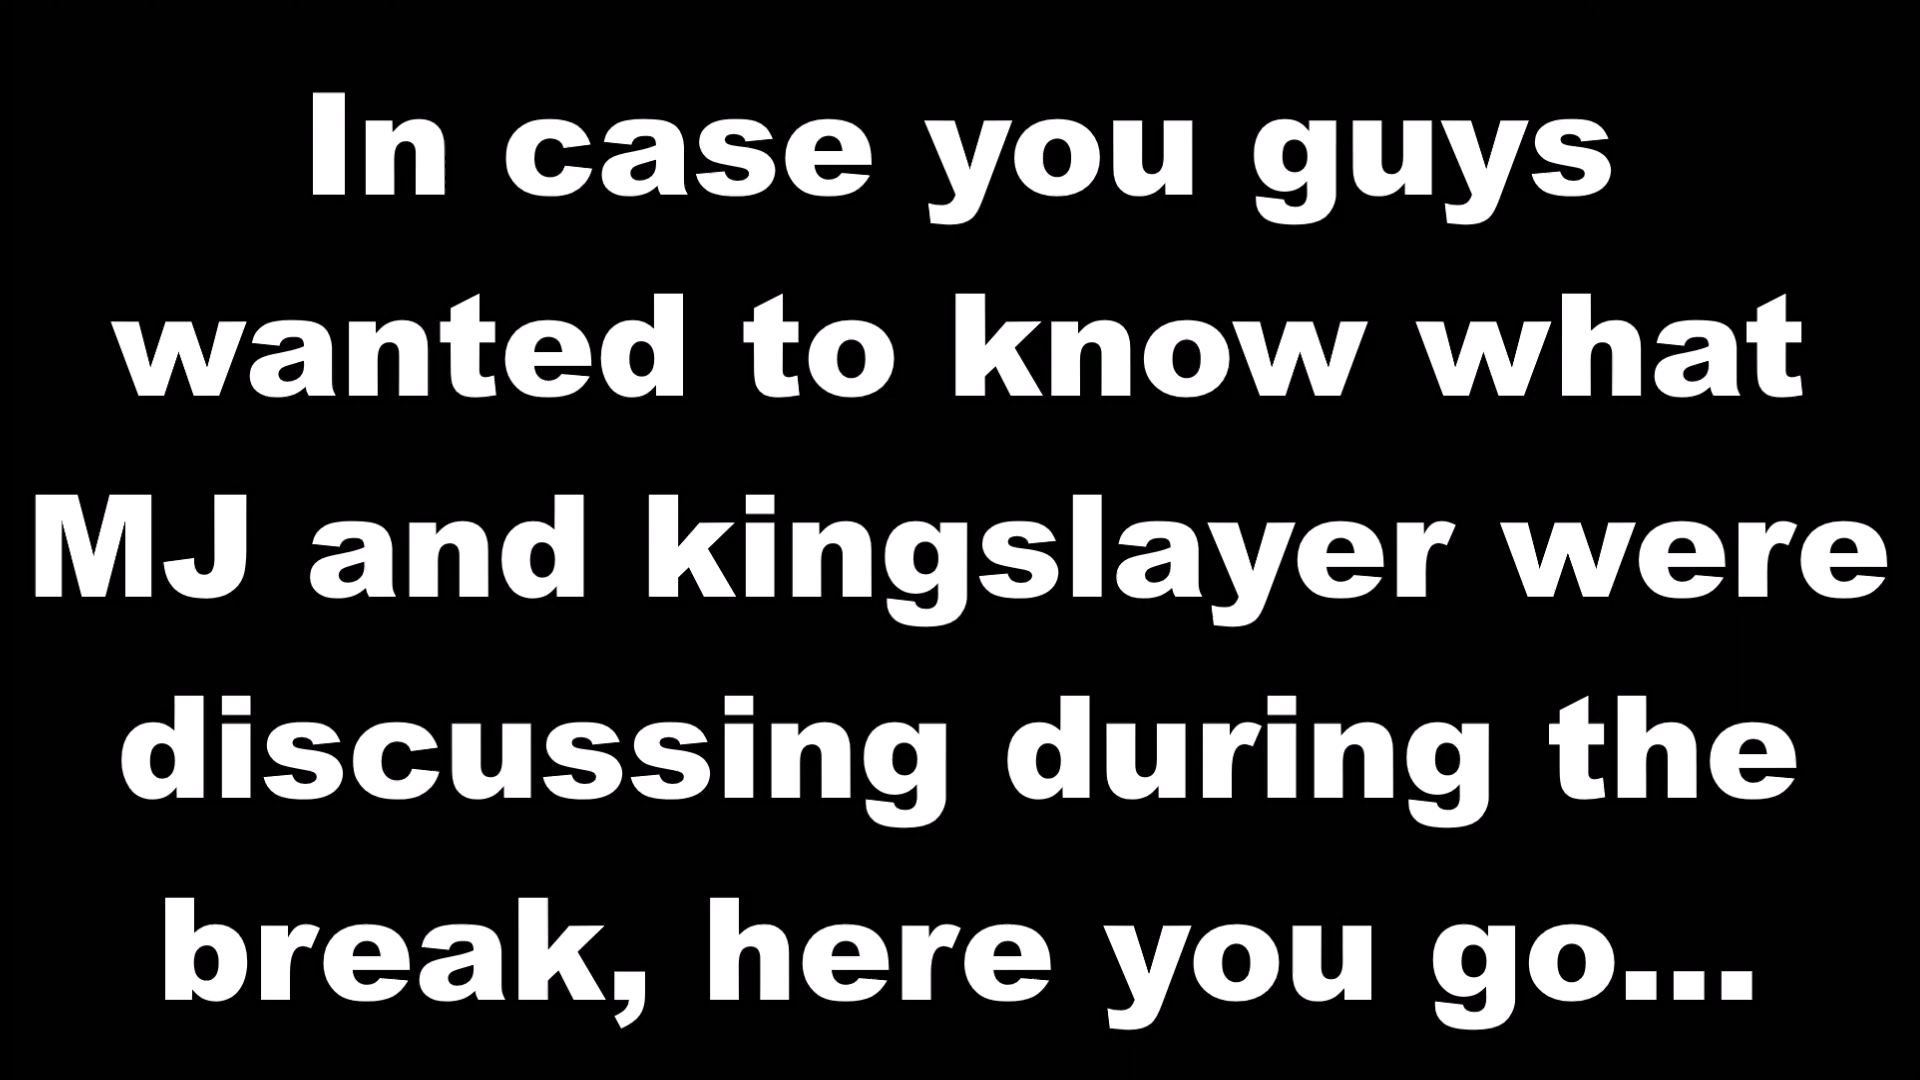 In case you guys
wanted to know what
MJ and kingslayer were
discussing during the
break, here you go...